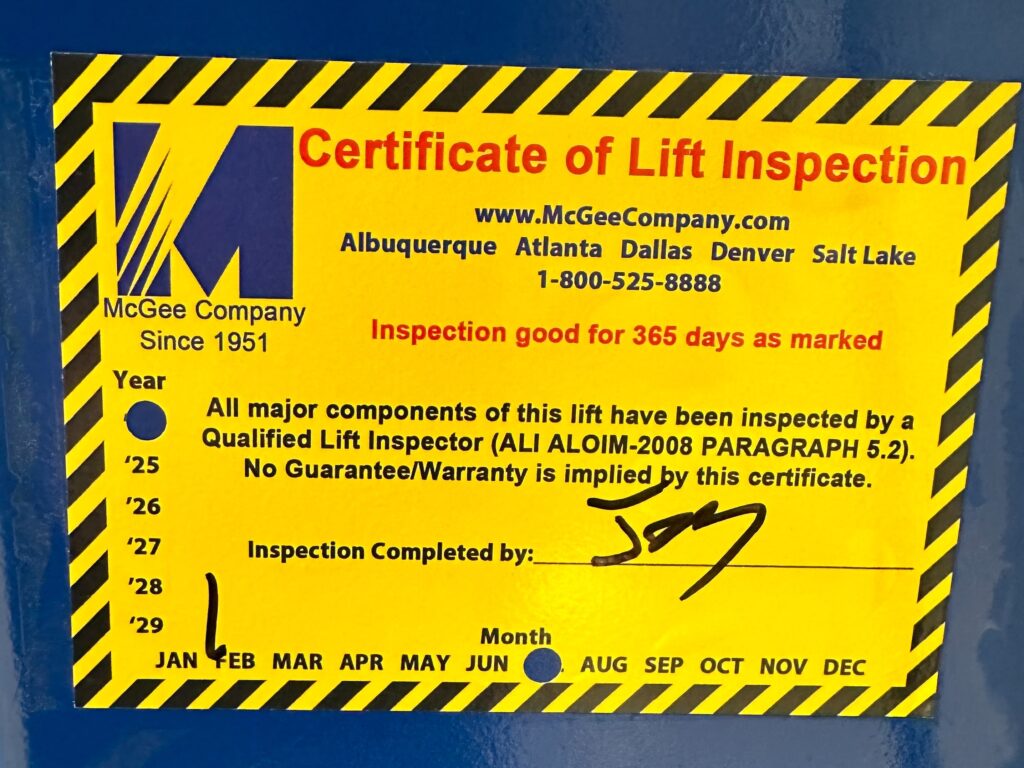 Certificate of Lift Inspection
www.McGeeCompany.com
Albuquerque Atlanta Dallas Denver Salt Lake
1-800-525-8888
McGee Company
Since 1951
Inspection good for 365 days as marked
Year
All major components of this lift have been inspected by a
Qualified Lift Inspector (ALI ALOIM-2008 PARAGRAPH 5.2).
No Guarantee/Warranty is implied by this certificate.
'25
'26
'27
'28
'29
Inspection Completed by:
Month
JAN FEB MAR APR MAY JUN AUG SEP OCT NOV DEC